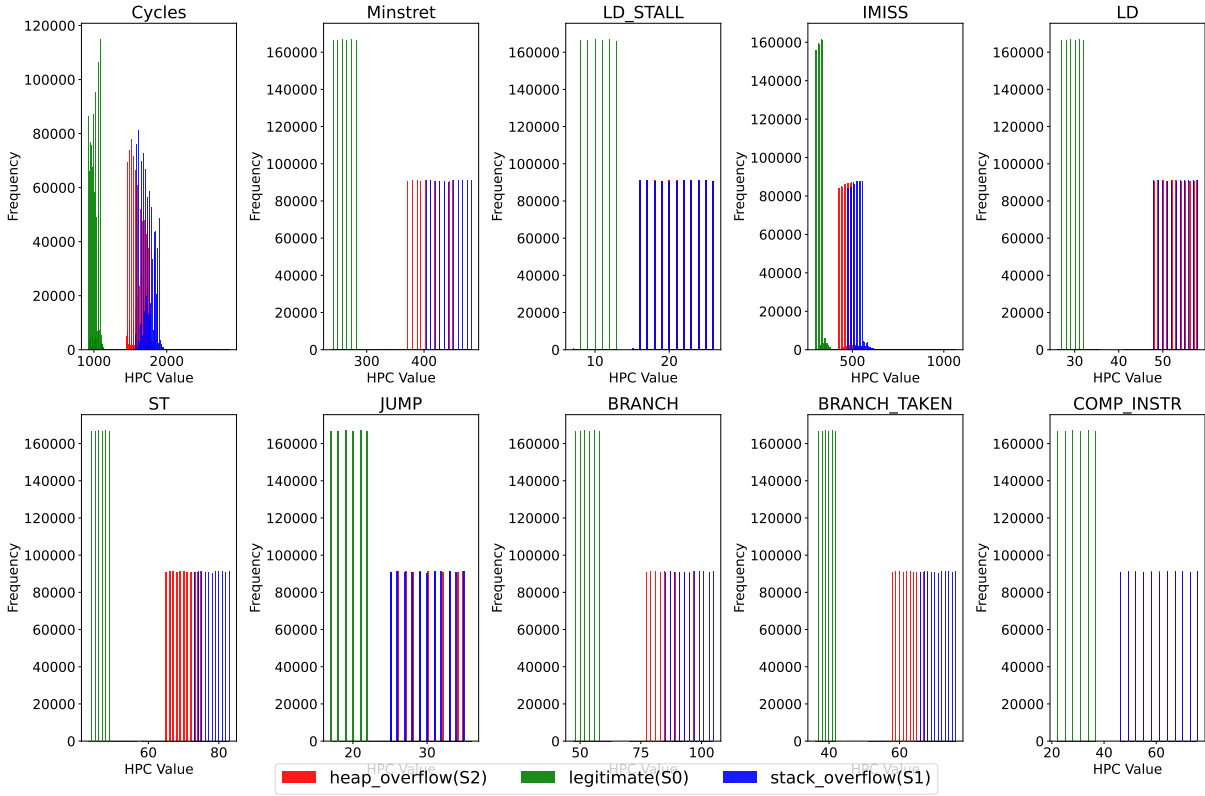 Cycles
120000
100000
80000
60000
40000
20000
0
Frequency
1000 2000
HPC Value
Minstret
160000
140000
120000
100000
80000
60000
40000
20000
0
Frequency
300 400
HPC Value
LD_STALL
160000
140000
120000
100000
80000
60000
40000
20000
0
Frequency
10 20
HPC Value
IMISS
160000
140000
120000
100000
80000
60000
40000
20000
0
Frequency
500 1000
HPC Value
LD
160000
140000
120000
100000
80000
60000
40000
20000
0
Frequency
30 40 50
HPC Value
ST
160000
140000
120000
100000
80000
60000
40000
20000
0
Frequency
60 80
HPC Value
JUMP
160000
140000
120000
100000
80000
60000
40000
20000
0
Frequency
20 30
HPC Value
BRANCH
160000
140000
120000
100000
80000
60000
40000
20000
0
Frequency
50 75 100
HPC Value
BRANCH_TAKEN
160000
140000
120000
100000
80000
60000
40000
20000
0
Frequency
40 60
HPC Value
COMP_INSTR
160000
140000
120000
100000
80000
60000
40000
20000
0
Frequency
20 40 60
HPC Value
heap_overflow(S2) legitimate(S0) stack_overflow(S1)